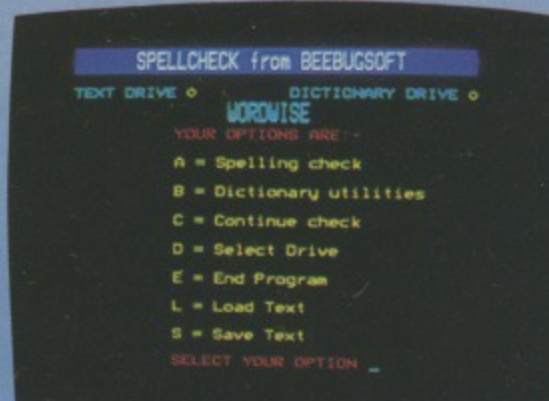 SPELLCHECK from BEEBUGSOFT
TEXT DRIVE 0 DICTIONARY DRIVE 0
WORDWISE
YOUR OPTIONS ARE:-
A = Spelling check
B = Dictionary utilities
C = Continue check
D = Select Drive
E = End Program
L = Load Text
S = Save Text
SELECT YOUR OPTION _